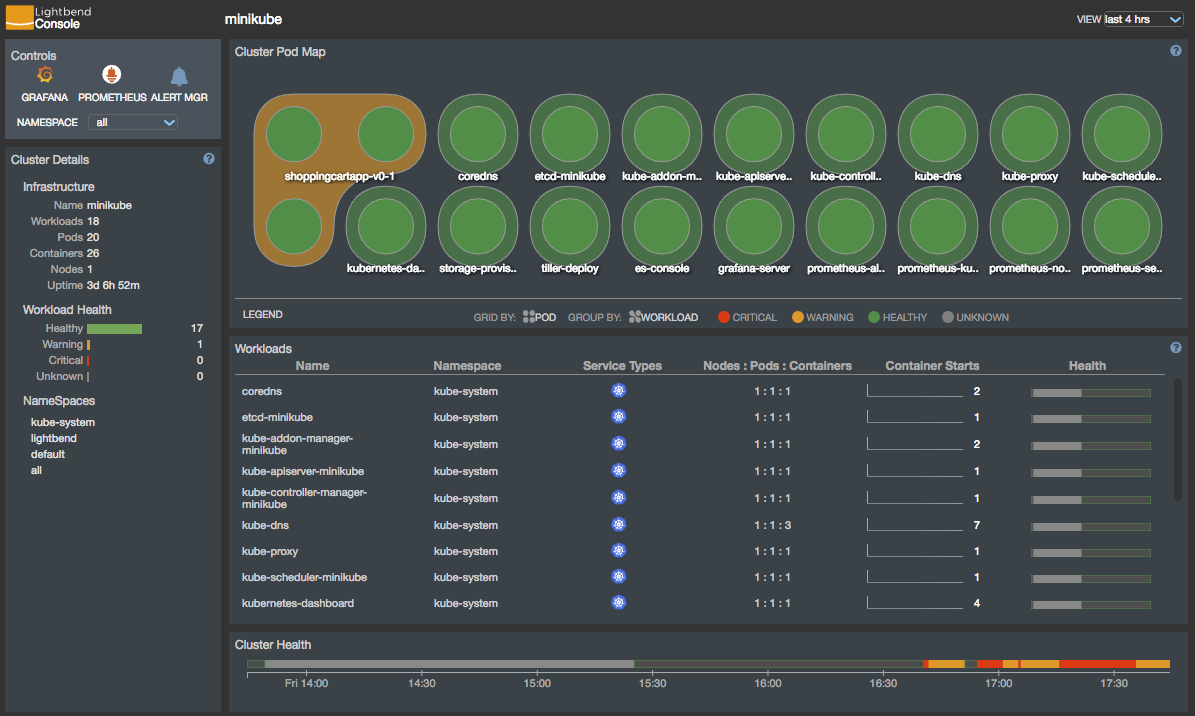 Lightbend
Console
minikube
VIEW last 4 hrs
Controls
GRAFANA PROMETHEUS ALERT MGR
NAMESPACE all
Cluster Details ?
Infrastructure
Name minikube
Workloads 18
Pods 20
Containers 26
Nodes 1
Uptime 3d 6h 52m
Workload Health
Healthy 17
Warning 1
Critical 0
Unknown 0
NameSpaces
kube-system
lightbend
default
all
Cluster Pod Map ?
shoppingcartapp-v0-1 coredns etcd-minikube kube-addon-m.. kube-apiserve.. kube-controll.. kube-dns kube-proxy kube-schedule..
kubernetes-da.. storage-provis.. tiller-deploy es-console grafana-server prometheus-al.. prometheus-ku.. prometheus-no.. prometheus-se..
LEGEND GRID BY: POD GROUP BY: WORKLOAD CRITICAL WARNING HEALTHY UNKNOWN
Workloads ?
Name Namespace Service Types Nodes : Pods : Containers Container Starts Health
coredns kube-system 1 : 1 : 1 2
etcd-minikube kube-system 1 : 1 : 1 1
kube-addon-manager-
minikube kube-system 1 : 1 : 1 2
kube-apiserver-minikube kube-system 1 : 1 : 1 1
kube-controller-manager-
minikube kube-system 1 : 1 : 1 1
kube-dns kube-system 1 : 1 : 3 7
kube-proxy kube-system 1 : 1 : 1 1
kube-scheduler-minikube kube-system 1 : 1 : 1 1
kubernetes-dashboard kube-system 1 : 1 : 1 4
Cluster Health
Fri 14:00 14:30 15:00 15:30 16:00 16:30 17:00 17:30